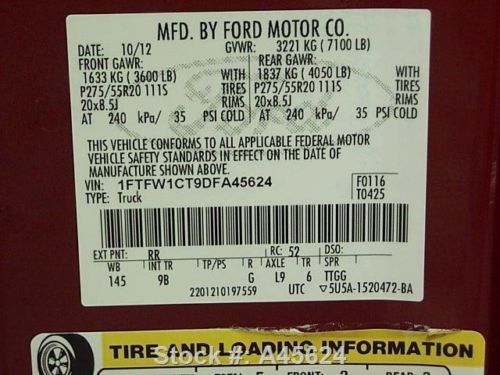 MFD. BY FORD MOTOR CO.
DATE: 10/12 GVWR: 3221 KG (7100 LB)
FRONT GAWR: REAR GAWR:
1633 KG (3600 LB) WITH 1837 KG (4050 LB) WITH
P275/55R20 111S TIRES P275/55R20 111S TIRES
20x8.5J RIMS 20x8.5J RIMS
AT 240 kPa/ 35 PSI COLD AT 240 kPa/ 35 PSI COLD
THIS VEHICLE CONFORMS TO ALL APPLICABLE FEDERAL MOTOR
VEHICLE SAFETY STANDARDS IN EFFECT ON THE DATE OF
MANUFACTURE SHOWN ABOVE.
VIN: 1FTFW1CT9DFA45624 F0116
TYPE: Truck T0425
EXT PNT: RR RC: 52 DSO:
WB INT TR TP/PS R AXLE TR SPR
145 9B G L9 6 TTGG
2201210197559 UTC 5U5A-1520472-BA
TIRE AND LOADING INFORMATION
Stock #: A45624